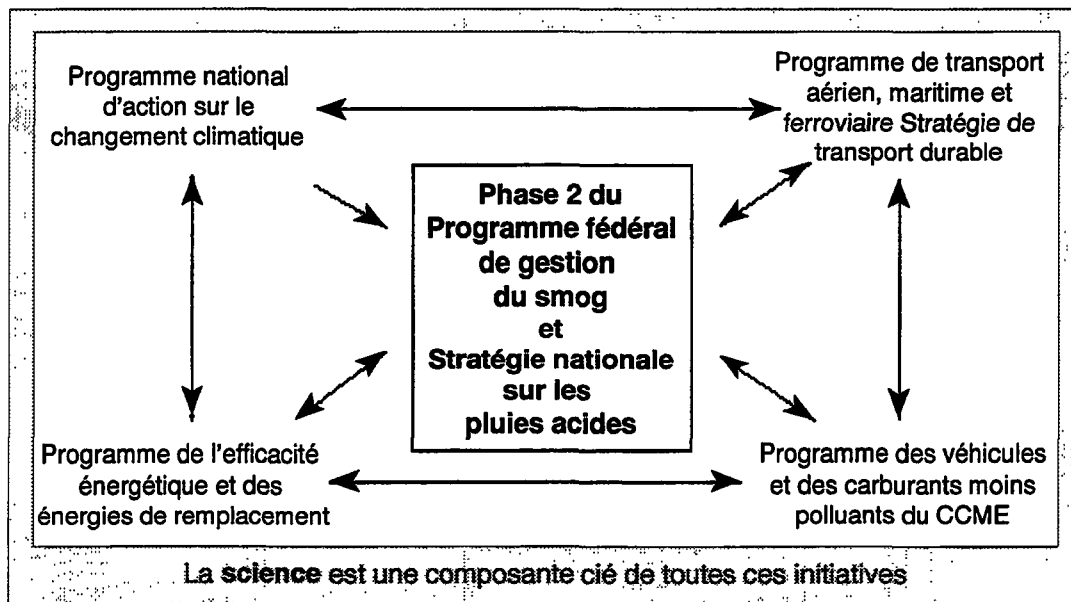 Programme national
d'action sur le
changement climatique
Programme de transport
aérien, maritime et
ferroviaire Stratégie de
transport durable
Phase 2 du
Programme fédéral
de gestion
du smog
et
Stratégie nationale
sur les
pluies acides
Programme de l'efficacité
énergétique et des
énergies de remplacement
Programme des véhicules
et des carburants moins
polluants du CCME
La science est une composante clé de toutes ces initiatives